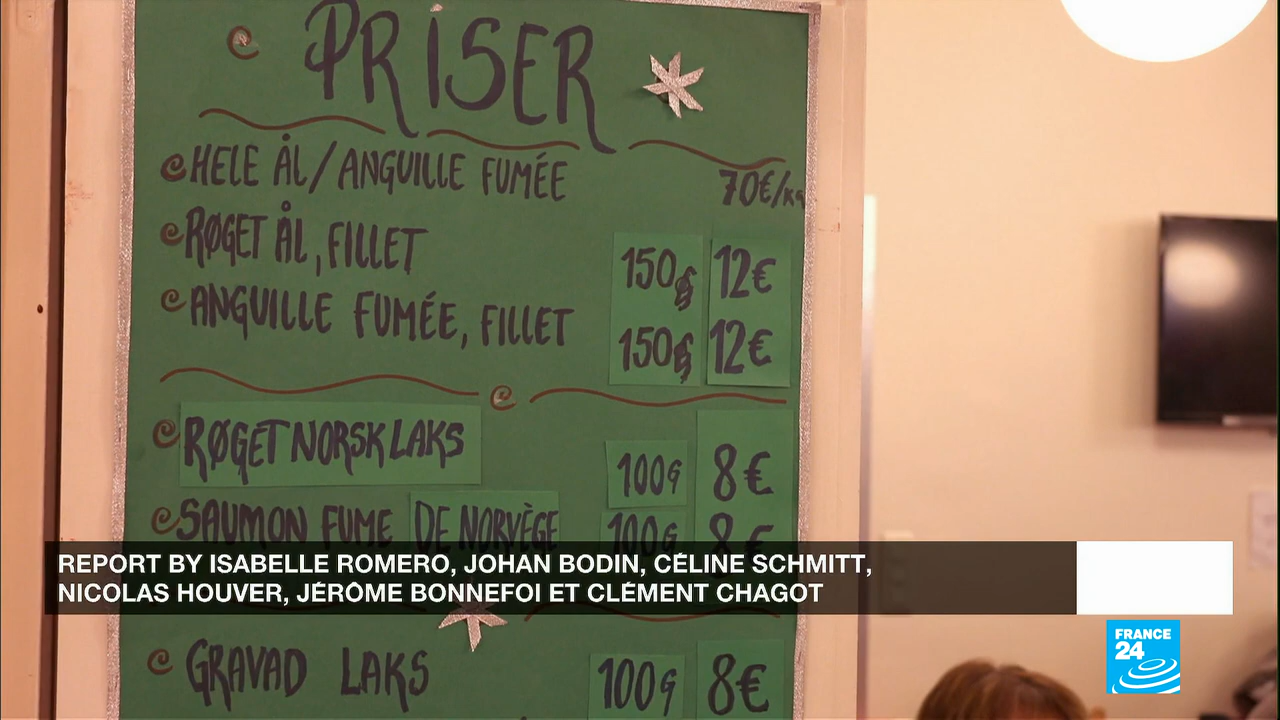 PRISER
HELE ÅL/ANGUILLE FUMÉE 70€/KG
RØGET ÅL, FILLET 150g 12€
ANGUILLE FUMÉE, FILLET 150g 12€
RØGET NORSK LAKS 100G 8€
SAUMON FUME DE NORVÈGE 100G 8€
REPORT BY ISABELLE ROMERO, JOHAN BODIN, CÉLINE SCHMITT,
NICOLAS HOUVER, JÉRÔME BONNEFOI ET CLÉMENT CHAGOT
FRANCE
24
GRAVAD LAKS 100G 8€